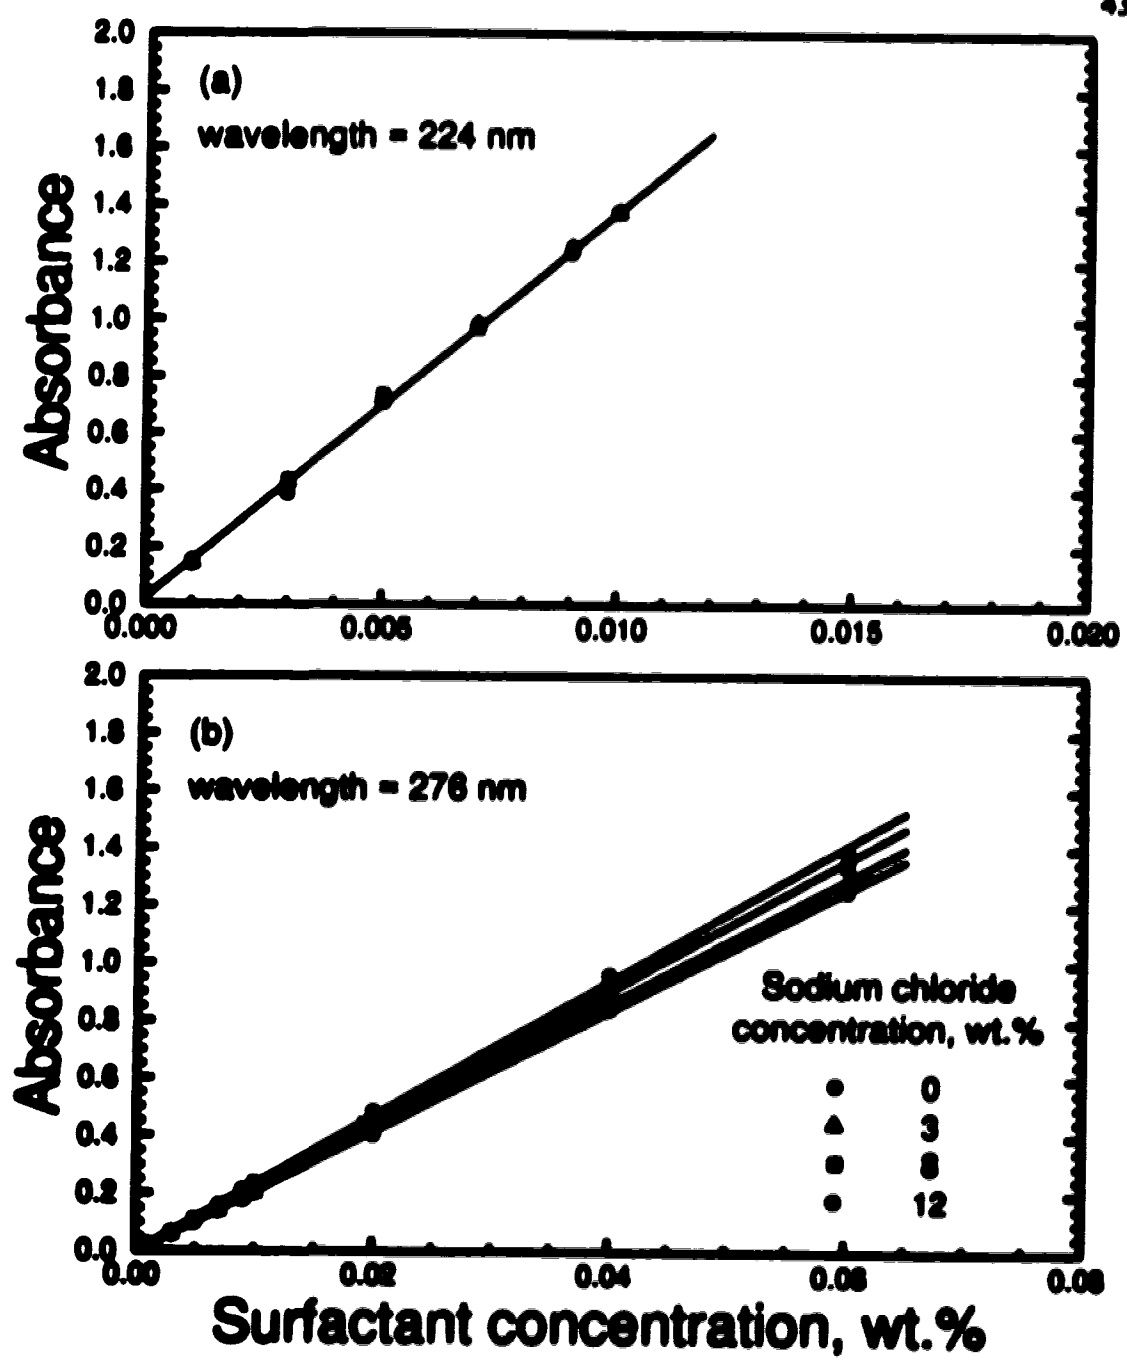 2.0
(a)
1.8
wavelength = 224 nm
1.6
1.4
1.2
1.0
0.8
0.6
0.4
0.2
0.0
Absorbance
0.000 0.005 0.010 0.015 0.020
2.0
(b)
1.8
wavelength = 276 nm
1.6
1.4
1.2
1.0
0.8
0.6
0.4
0.2
0.0
Absorbance
Sodium chloride
concentration, wt.%
0
3
8
12
0.00 0.02 0.04 0.06 0.08
Surfactant concentration, wt.%